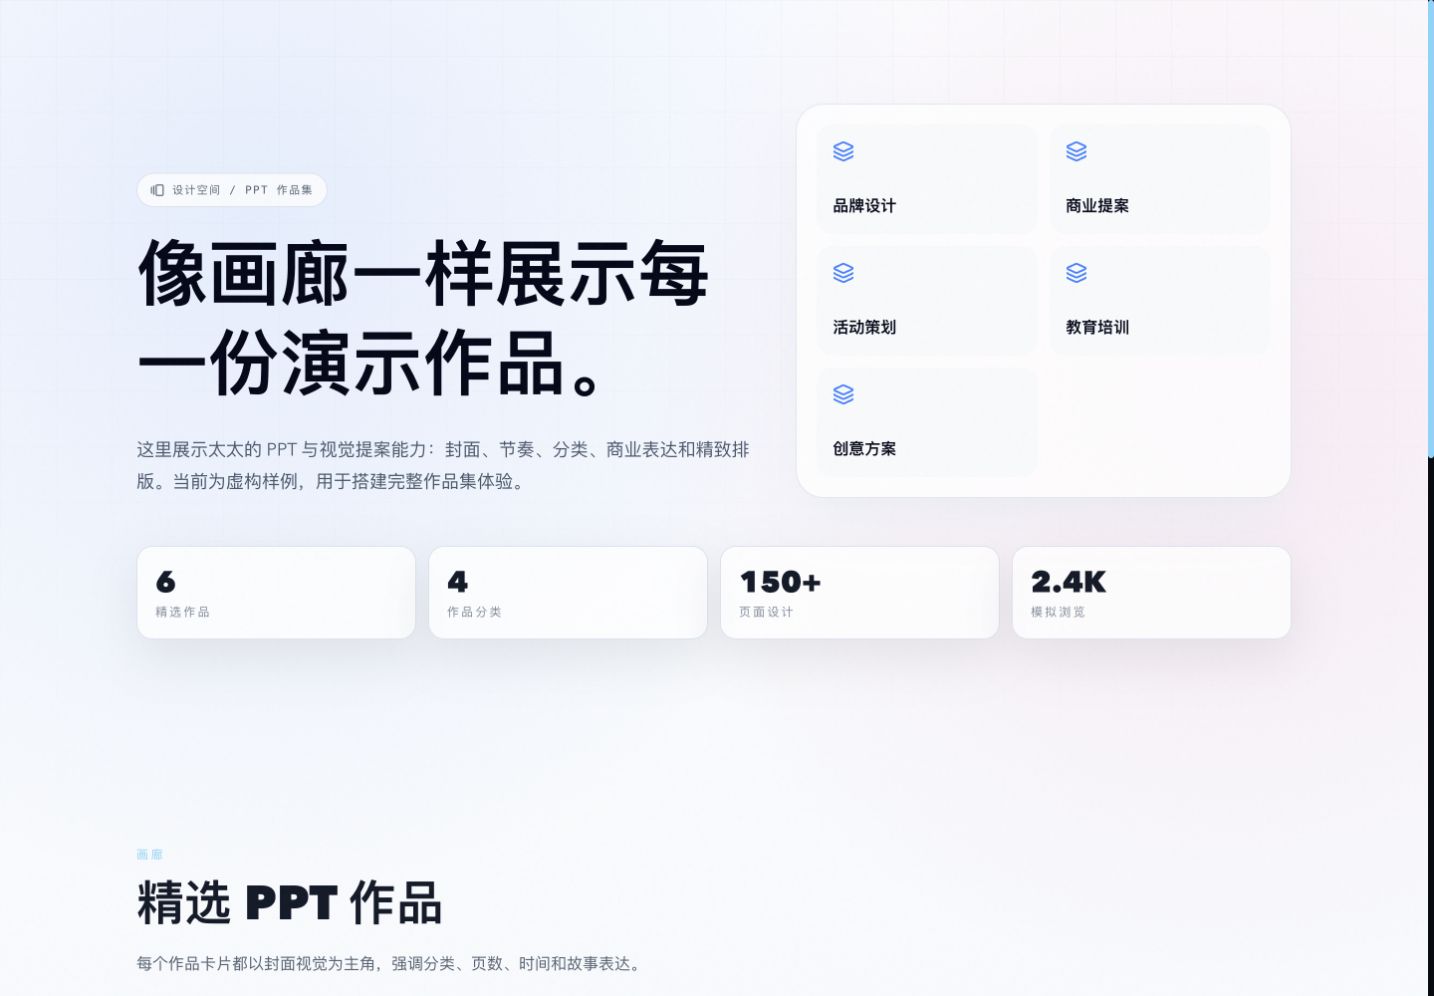 设计空间 / PPT 作品集
像画廊一样展示每
一份演示作品。
这里展示太太的 PPT 与视觉提案能力：封面、节奏、分类、商业表达和精致排
版。当前为虚构样例，用于搭建完整作品集体验。
品牌设计
商业提案
活动策划
教育培训
创意方案
6
精选作品
4
作品分类
150+
页面设计
2.4K
模拟浏览
画廊
精选 PPT 作品
每个作品卡片都以封面视觉为主角，强调分类、页数、时间和故事表达。